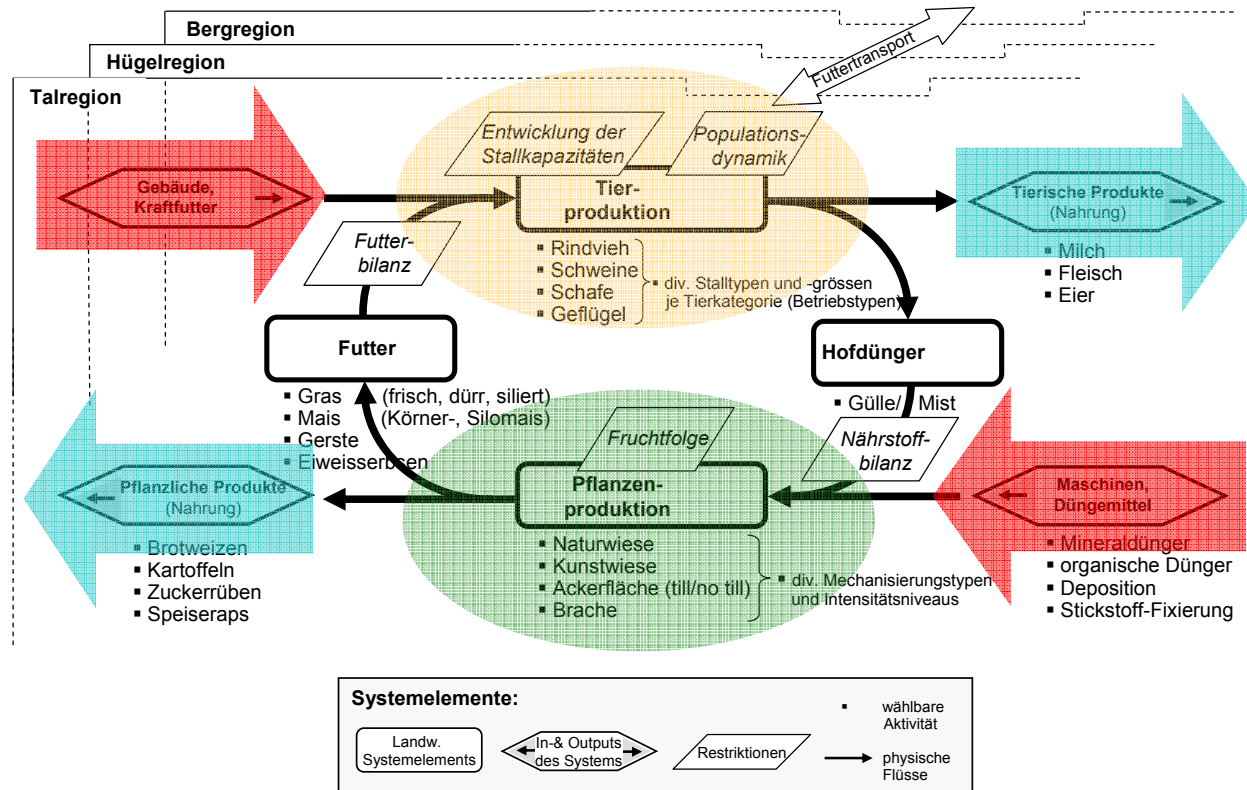 Bergregion
Hügelregion
Talregion
Futtertransport
Entwicklung der
Stallkapazitäten
Populations-
dynamik
Gebäude,
Kraftfutter
Tier-
produktion
Tierische Produkte
(Nahrung)
▪ Milch
▪ Fleisch
▪ Eier
Futter-
bilanz
▪ Rindvieh
▪ Schweine
▪ Schafe
▪ Geflügel
▪ div. Stalltypen und -grössen
je Tierkategorie (Betriebstypen)
Futter
Hofdünger
▪ Gras (frisch, dürr, siliert)
▪ Mais (Körner-, Silomais)
▪ Gerste
▪ Eiweisserbsen
▪ Gülle/ Mist
Fruchtfolge
Nährstoff-
bilanz
Pflanzliche Produkte
(Nahrung)
Pflanzen-
produktion
Maschinen,
Düngemittel
▪ Brotweizen
▪ Kartoffeln
▪ Zuckerrüben
▪ Speiseraps
▪ Naturwiese
▪ Kunstwiese
▪ Ackerfläche (till/no till)
▪ Brache
▪ div. Mechanisierungstypen
und Intensitätsniveaus
▪ Mineraldünger
▪ organische Dünger
▪ Deposition
▪ Stickstoff-Fixierung
Systemelemente:
Landw.
Systemelements
In-& Outputs
des Systems
Restriktionen
▪ wählbare
Aktivität
physische
Flüsse